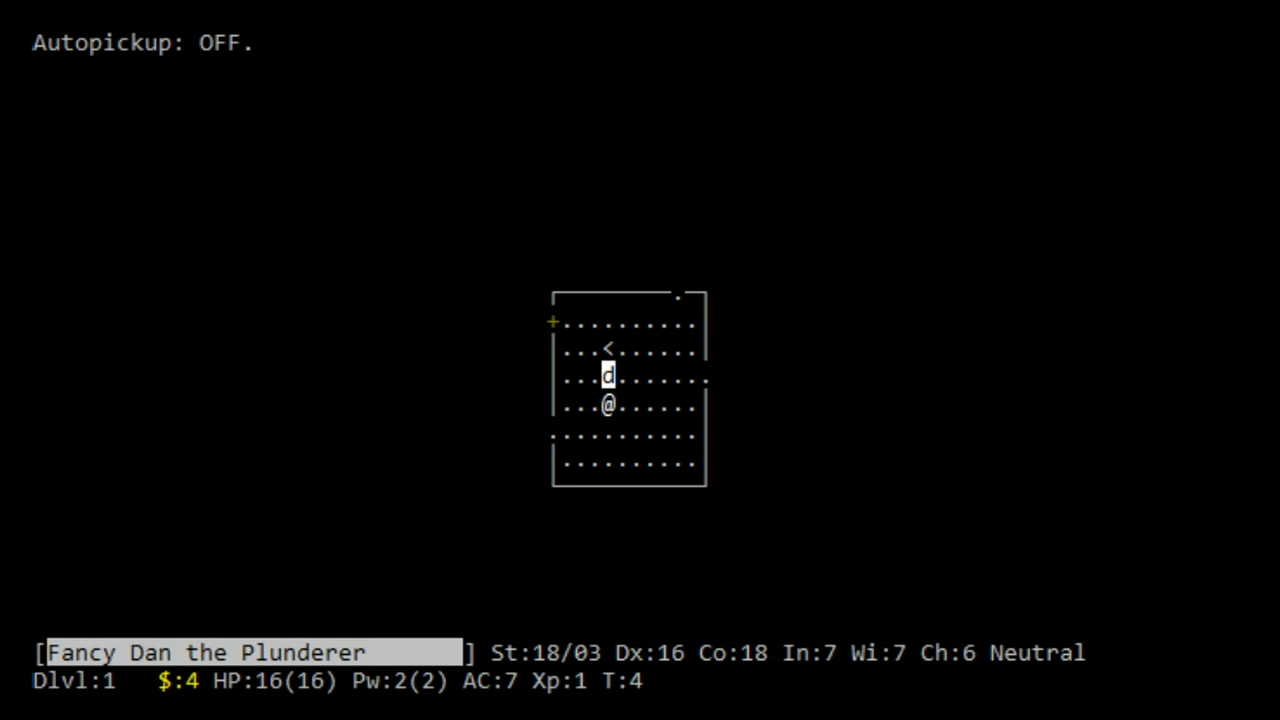 Autopickup: OFF.
.
+..........
...<......
...d.......
...@......
...........
..........
[Fancy Dan the Plunderer ] St:18/03 Dx:16 Co:18 In:7 Wi:7 Ch:6 Neutral
Dlvl:1 $:4 HP:16(16) Pw:2(2) AC:7 Xp:1 T:4